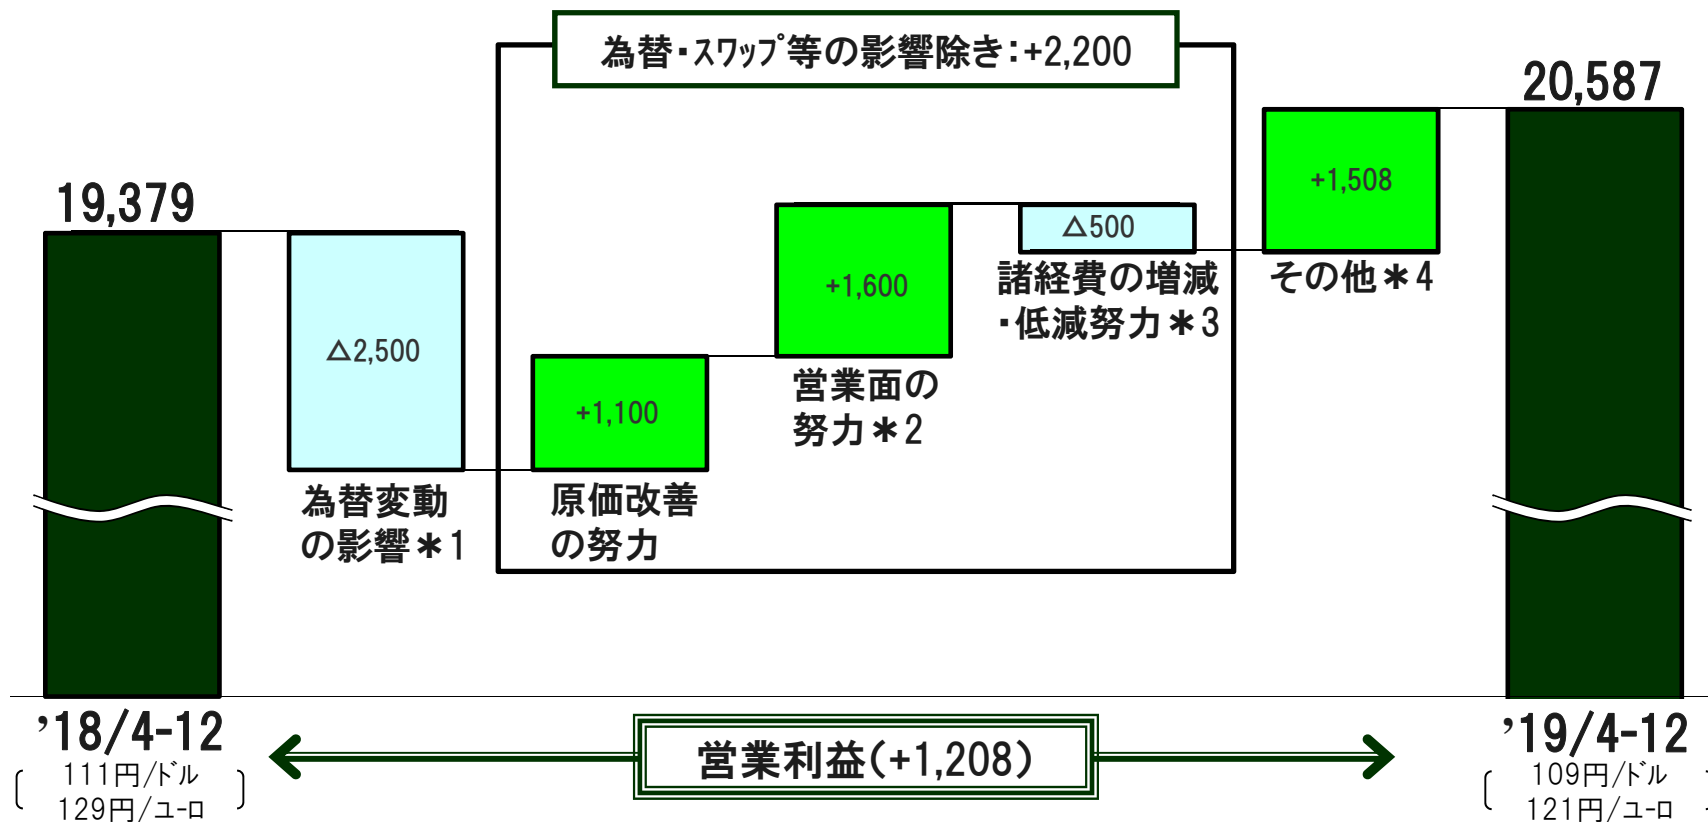 為替・スワップ等の影響除き:+2,200
20,587
19,379
+1,508
△500
+1,600
△2,500
+1,100
諸経費の増減
・低減努力＊3
その他＊4
営業面の
努力＊2
為替変動
の影響＊1
原価改善
の努力
’18/4-12
111円/ドル
129円/ユーロ
営業利益(+1,208)
’19/4-12
109円/ドル
121円/ユーロ